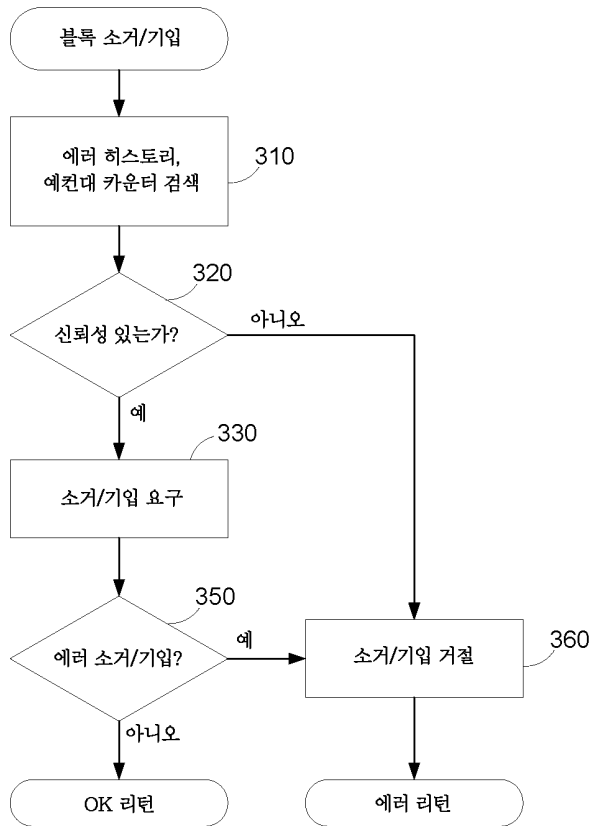 블록 소거/기입
에러 히스토리,
예컨대 카운터 검색
310
320
신뢰성 있는가?
아니오
예
330
소거/기입 요구
350
에러 소거/기입?
예
소거/기입 거절
360
아니오
OK 리턴
에러 리턴